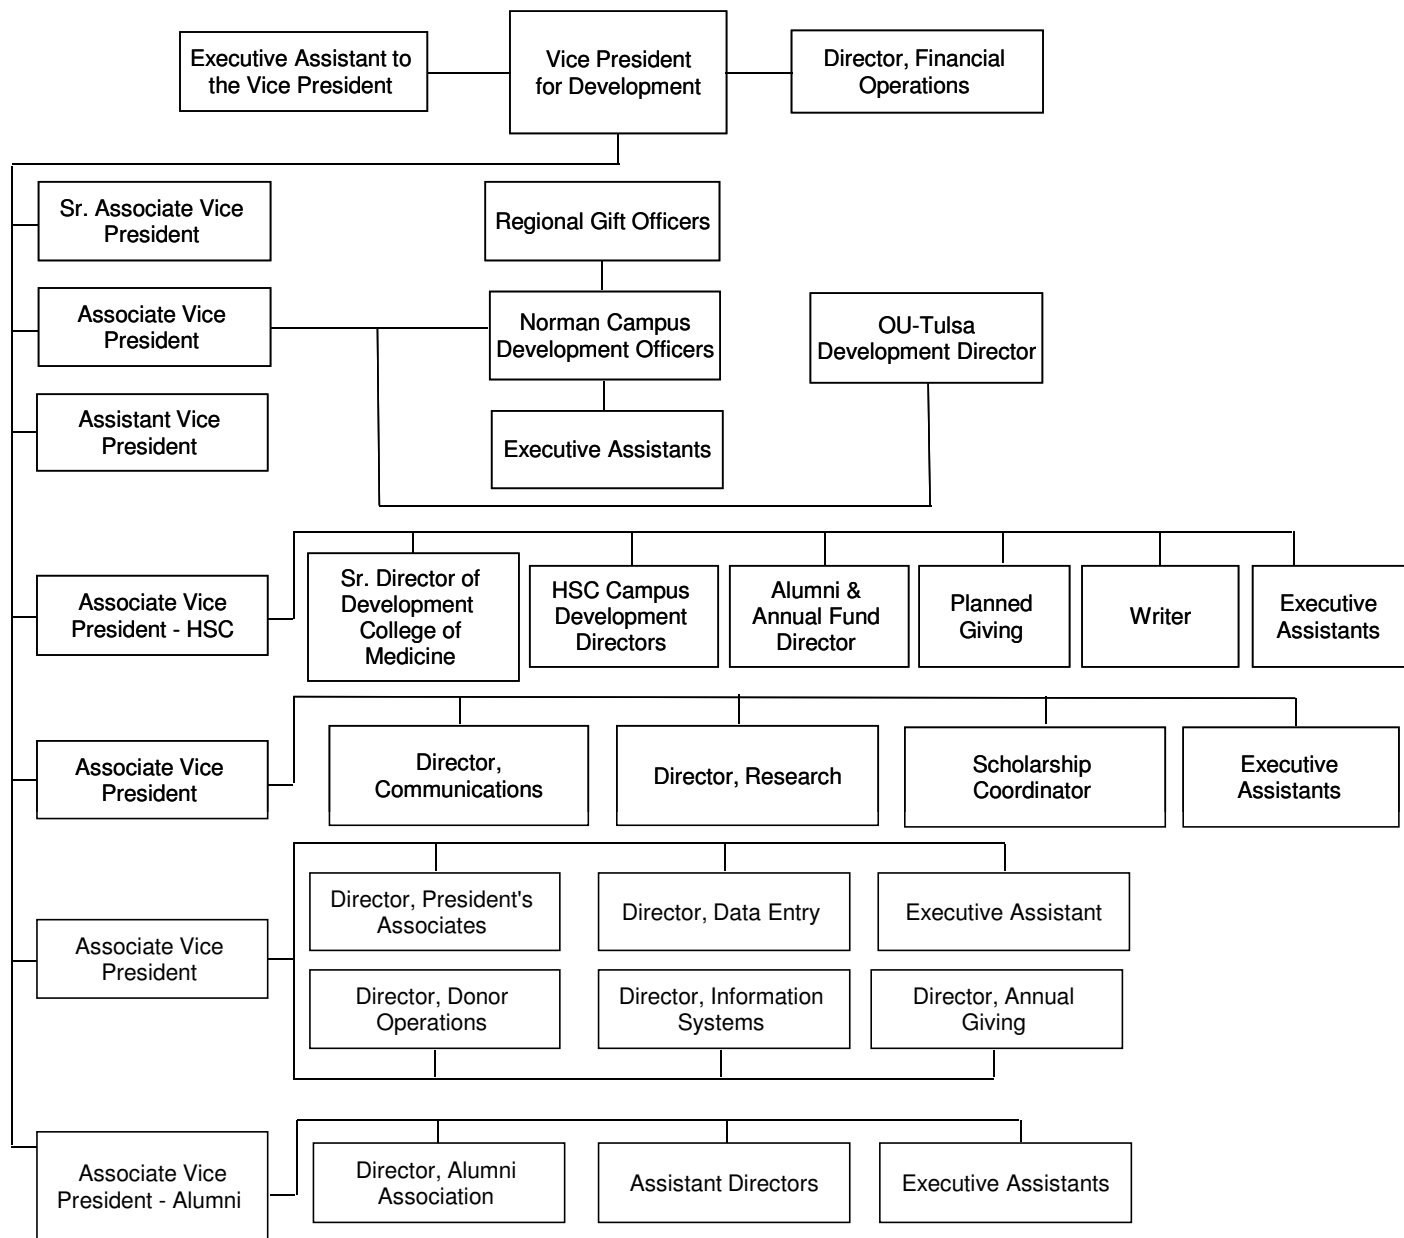 Executive Assistant to
the Vice President
Vice President
for Development
Director, Financial
Operations
Sr. Associate Vice
President
Regional Gift Officers
Associate Vice
President
Norman Campus
Development Officers
OU-Tulsa
Development Director
Assistant Vice
President
Executive Assistants
Associate Vice
President - HSC
Sr. Director of
Development
College of
Medicine
HSC Campus
Development
Directors
Alumni &
Annual Fund
Director
Planned
Giving
Writer
Executive
Assistants
Associate Vice
President
Director,
Communications
Director, Research
Scholarship
Coordinator
Executive
Assistants
Associate Vice
President
Director, President's
Associates
Director, Data Entry
Executive Assistant
Director, Donor
Operations
Director, Information
Systems
Director, Annual
Giving
Associate Vice
President - Alumni
Director, Alumni
Association
Assistant Directors
Executive Assistants